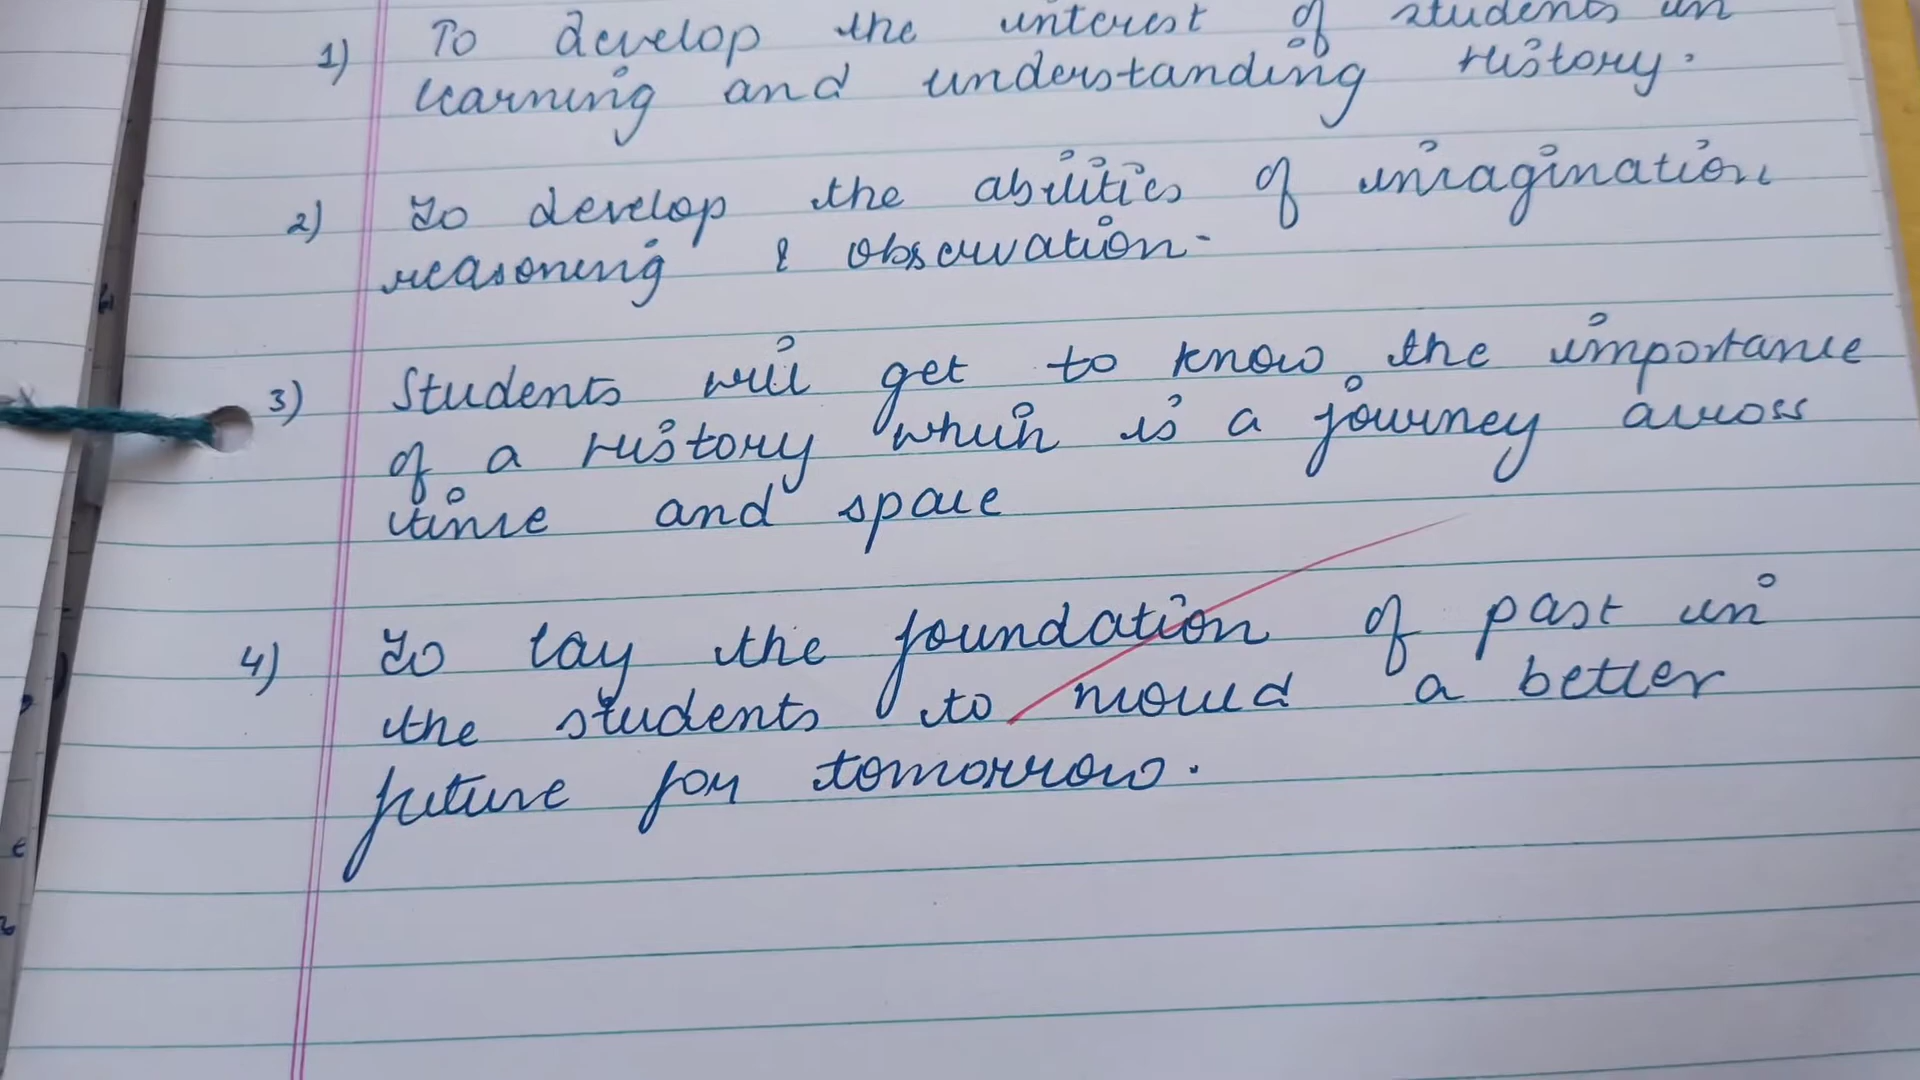 1) To develop the interest of students in
learning and understanding history.
2) To develop the abilities of imagination
reasoning & observation.
3) Students will get to know the importance
of a history which is a journey across
time and space
4) To lay the foundation of past in
the students to mould a better
future for tomorrow.